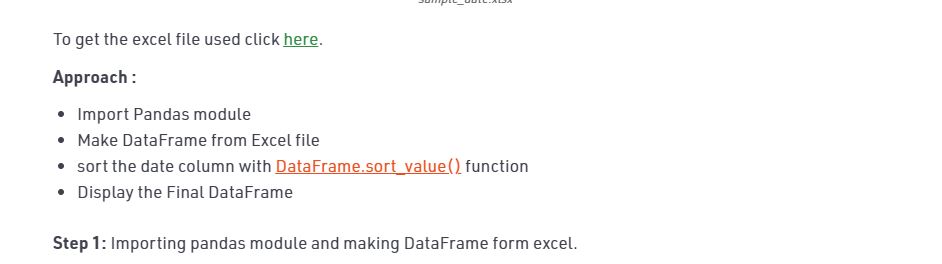 sample_date.xlsx
To get the excel file used click here.
Approach :
Import Pandas module
Make DataFrame from Excel file
sort the date column with DataFrame.sort_value() function
Display the Final DataFrame
Step 1: Importing pandas module and making DataFrame form excel.